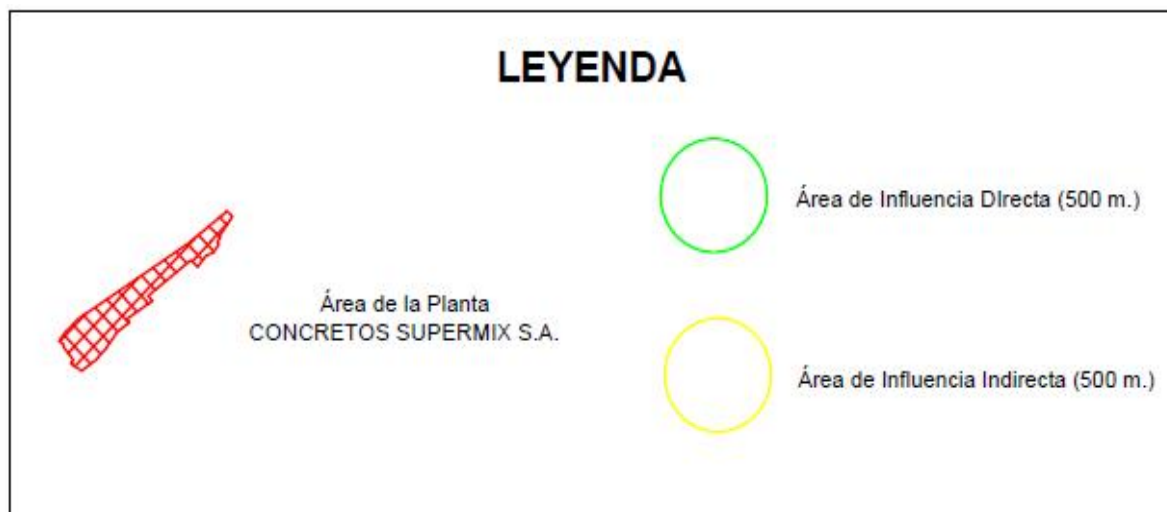 LEYENDA
Área de Influencia DIrecta (500 m.)
Área de la Planta
CONCRETOS SUPERMIX S.A.
Área de Influencia Indirecta (500 m.)